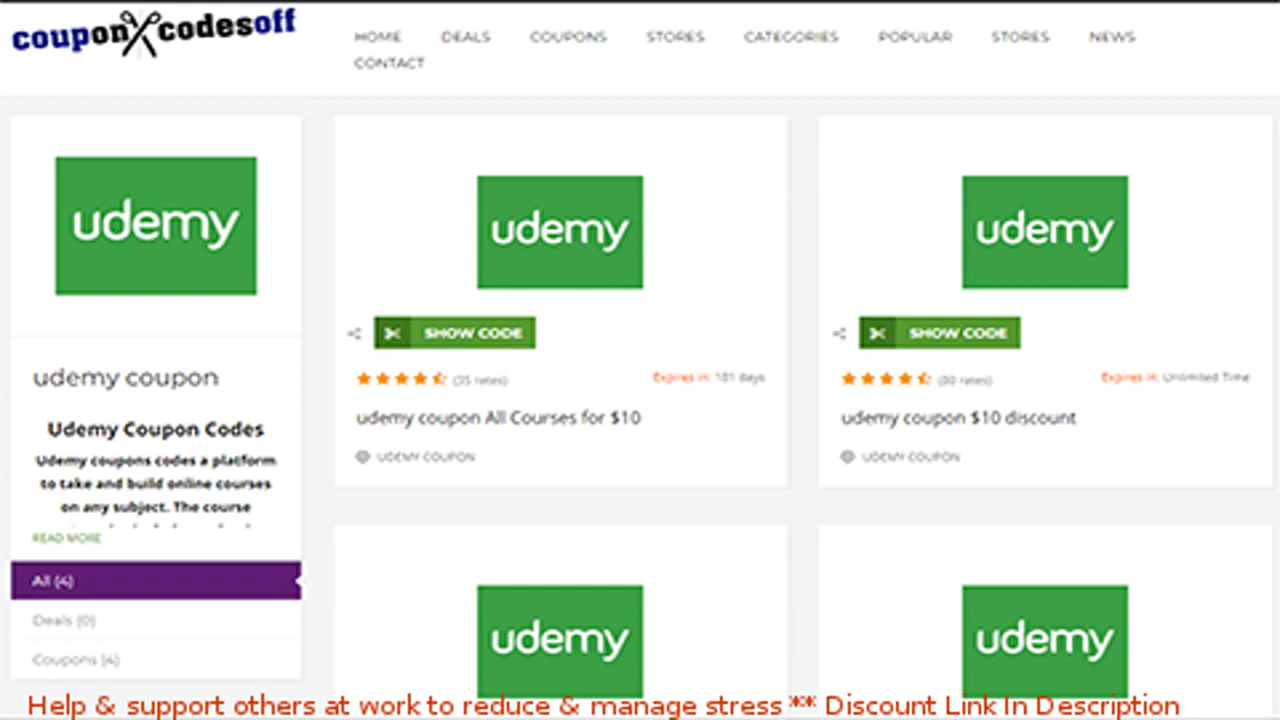 couponXcodesoff
HOME DEALS COUPONS STORES CATEGORIES POPULAR STORES NEWS
CONTACT
udemy
udemy coupon
Udemy Coupon Codes
Udemy coupons codes a platform
to take and build online courses
on any subject. The course
READ MORE
All (4)
Deals (0)
Coupons (4)
udemy
SHOW CODE
(35 rates) Expires in: 181 days
udemy coupon All Courses for $10
UDEMY COUPON
udemy
SHOW CODE
(80 rates) Expires in: Unlimited Time
udemy coupon $10 discount
UDEMY COUPON
udemy
udemy
Help & support others at work to reduce & manage stress ** Discount Link In Description